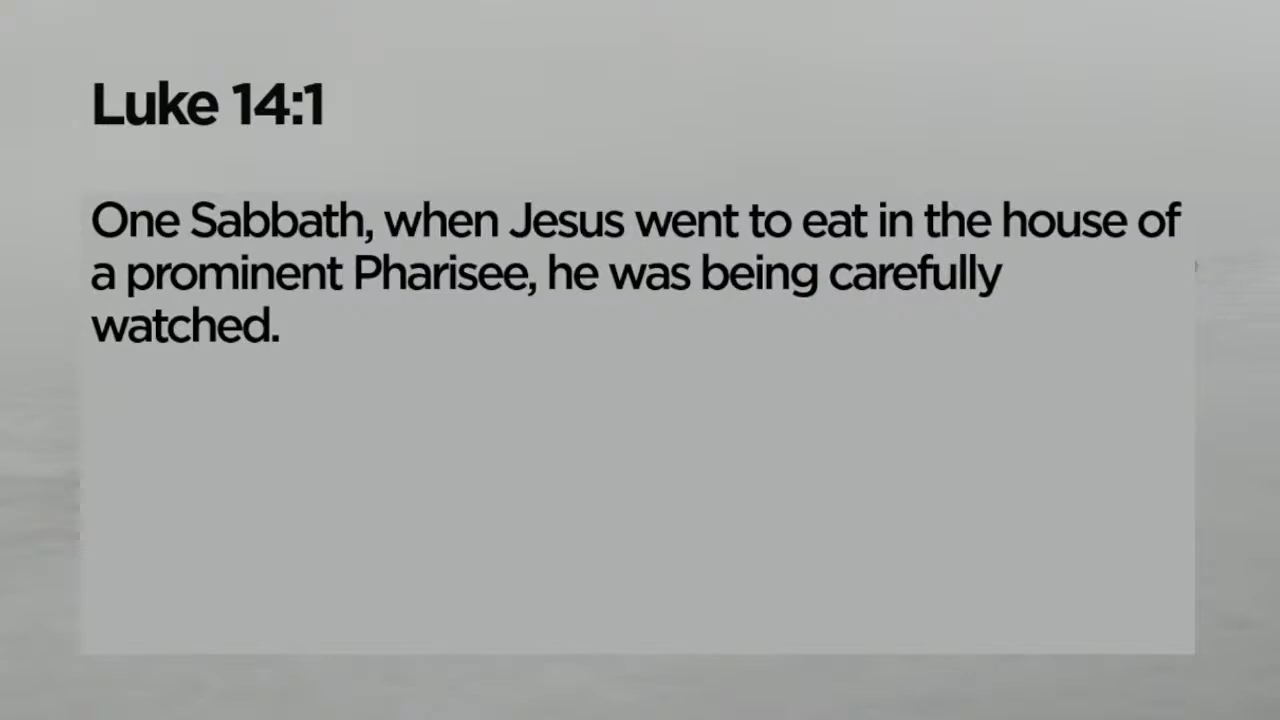 Luke 14:1
One Sabbath, when Jesus went to eat in the house of
a prominent Pharisee, he was being carefully
watched.